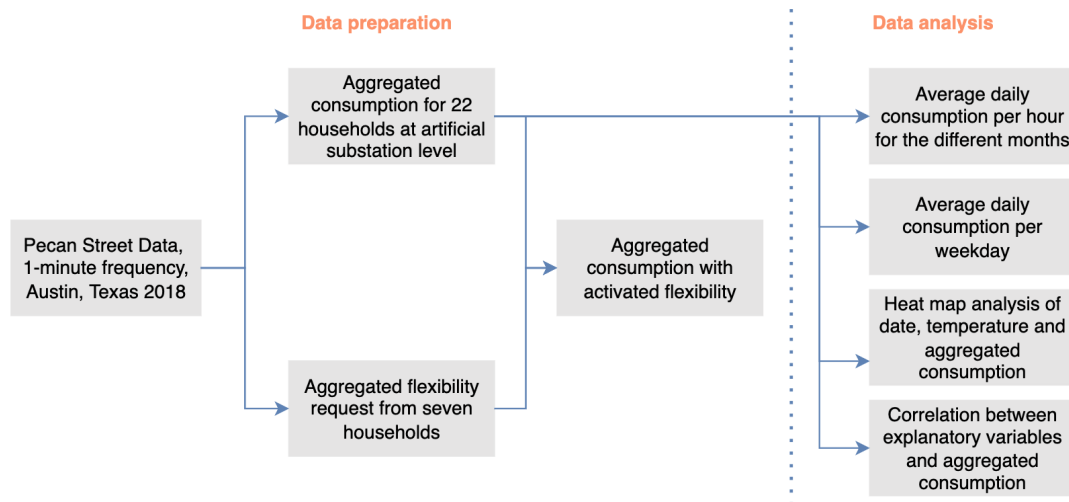 Data preparation
Data analysis
Aggregated
consumption for 22
households at artificial
substation level
Average daily
consumption per hour
for the different months
Pecan Street Data,
1-minute frequency,
Austin, Texas 2018
Aggregated
consumption with
activated flexibility
Average daily
consumption per
weekday
Aggregated flexibility
request from seven
households
Heat map analysis of
date, temperature and
aggregated
consumption
Correlation between
explanatory variables
and aggregated
consumption